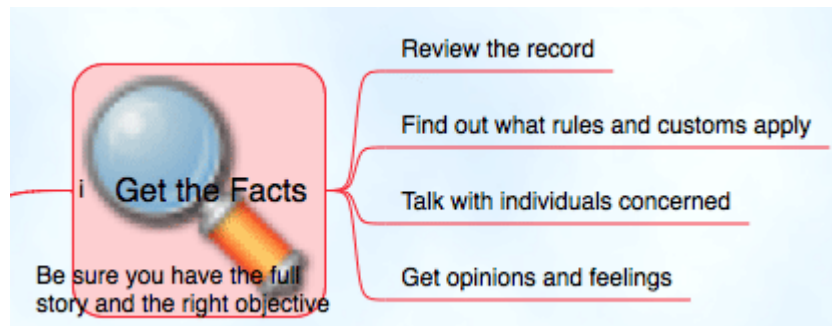 i Get the Facts
Be sure you have the full
story and the right objective
Review the record
Find out what rules and customs apply
Talk with individuals concerned
Get opinions and feelings